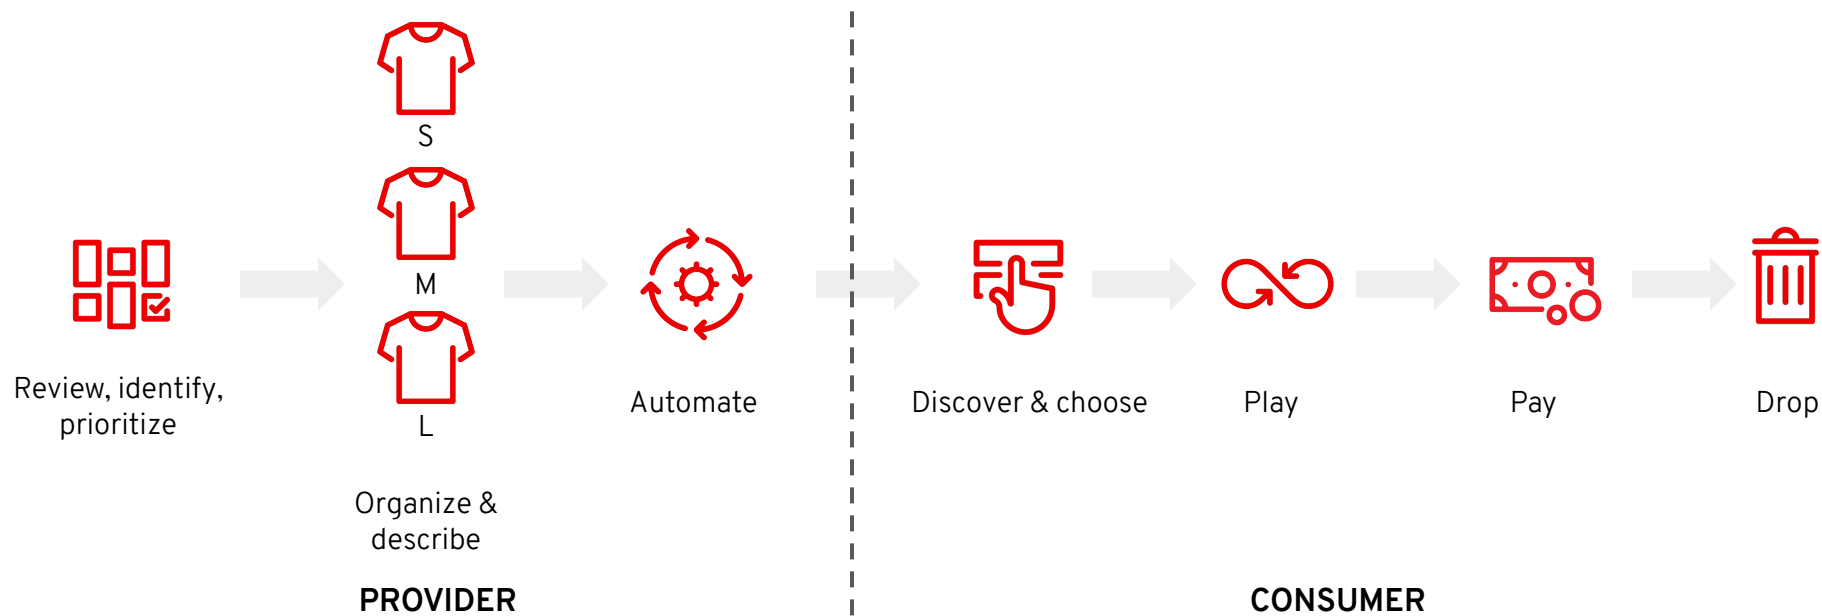 S
M
L
Review, identify,
prioritize
Organize &
describe
Automate
Discover & choose
Play
Pay
Drop
PROVIDER
CONSUMER